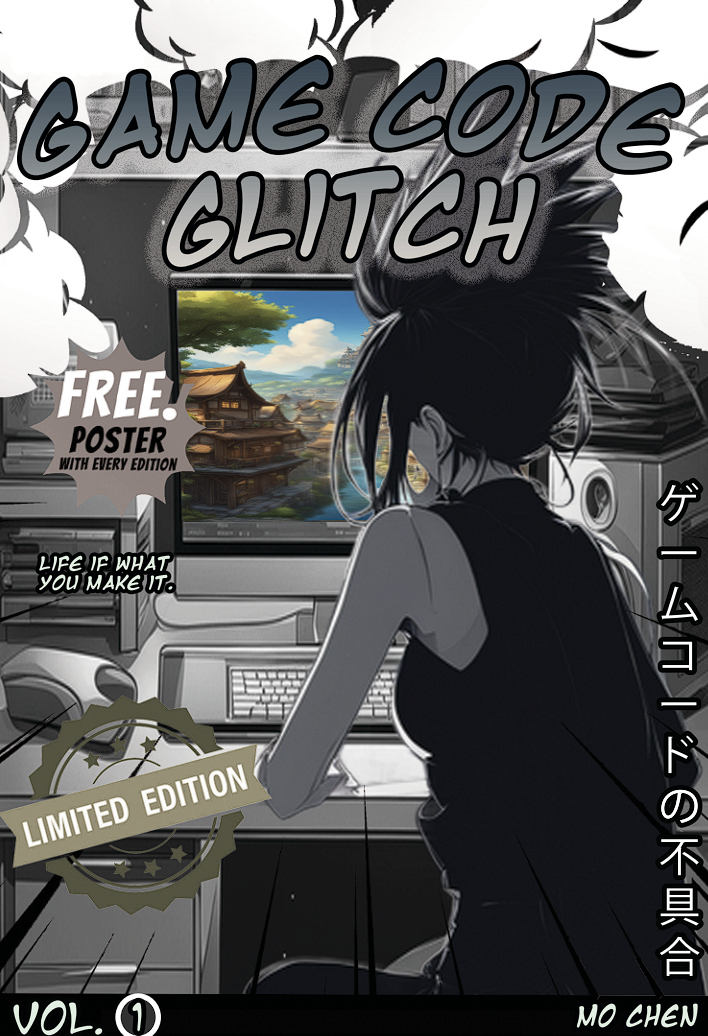 GAME CODE
GLITCH
FREE.
POSTER
WITH EVERY EDITION
LIFE IF WHAT
YOU MAKE IT.
ゲームコードの不具合
LIMITED EDITION
VOL. 1
MO CHEN